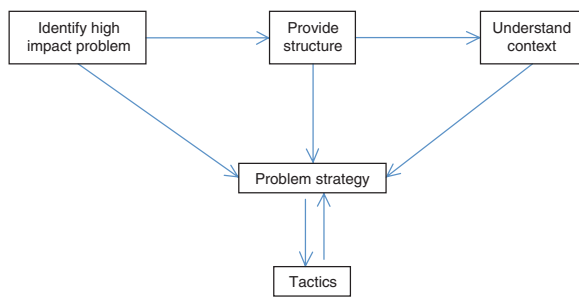 Identify high
impact problem
Provide
structure
Understand
context
Problem strategy
Tactics